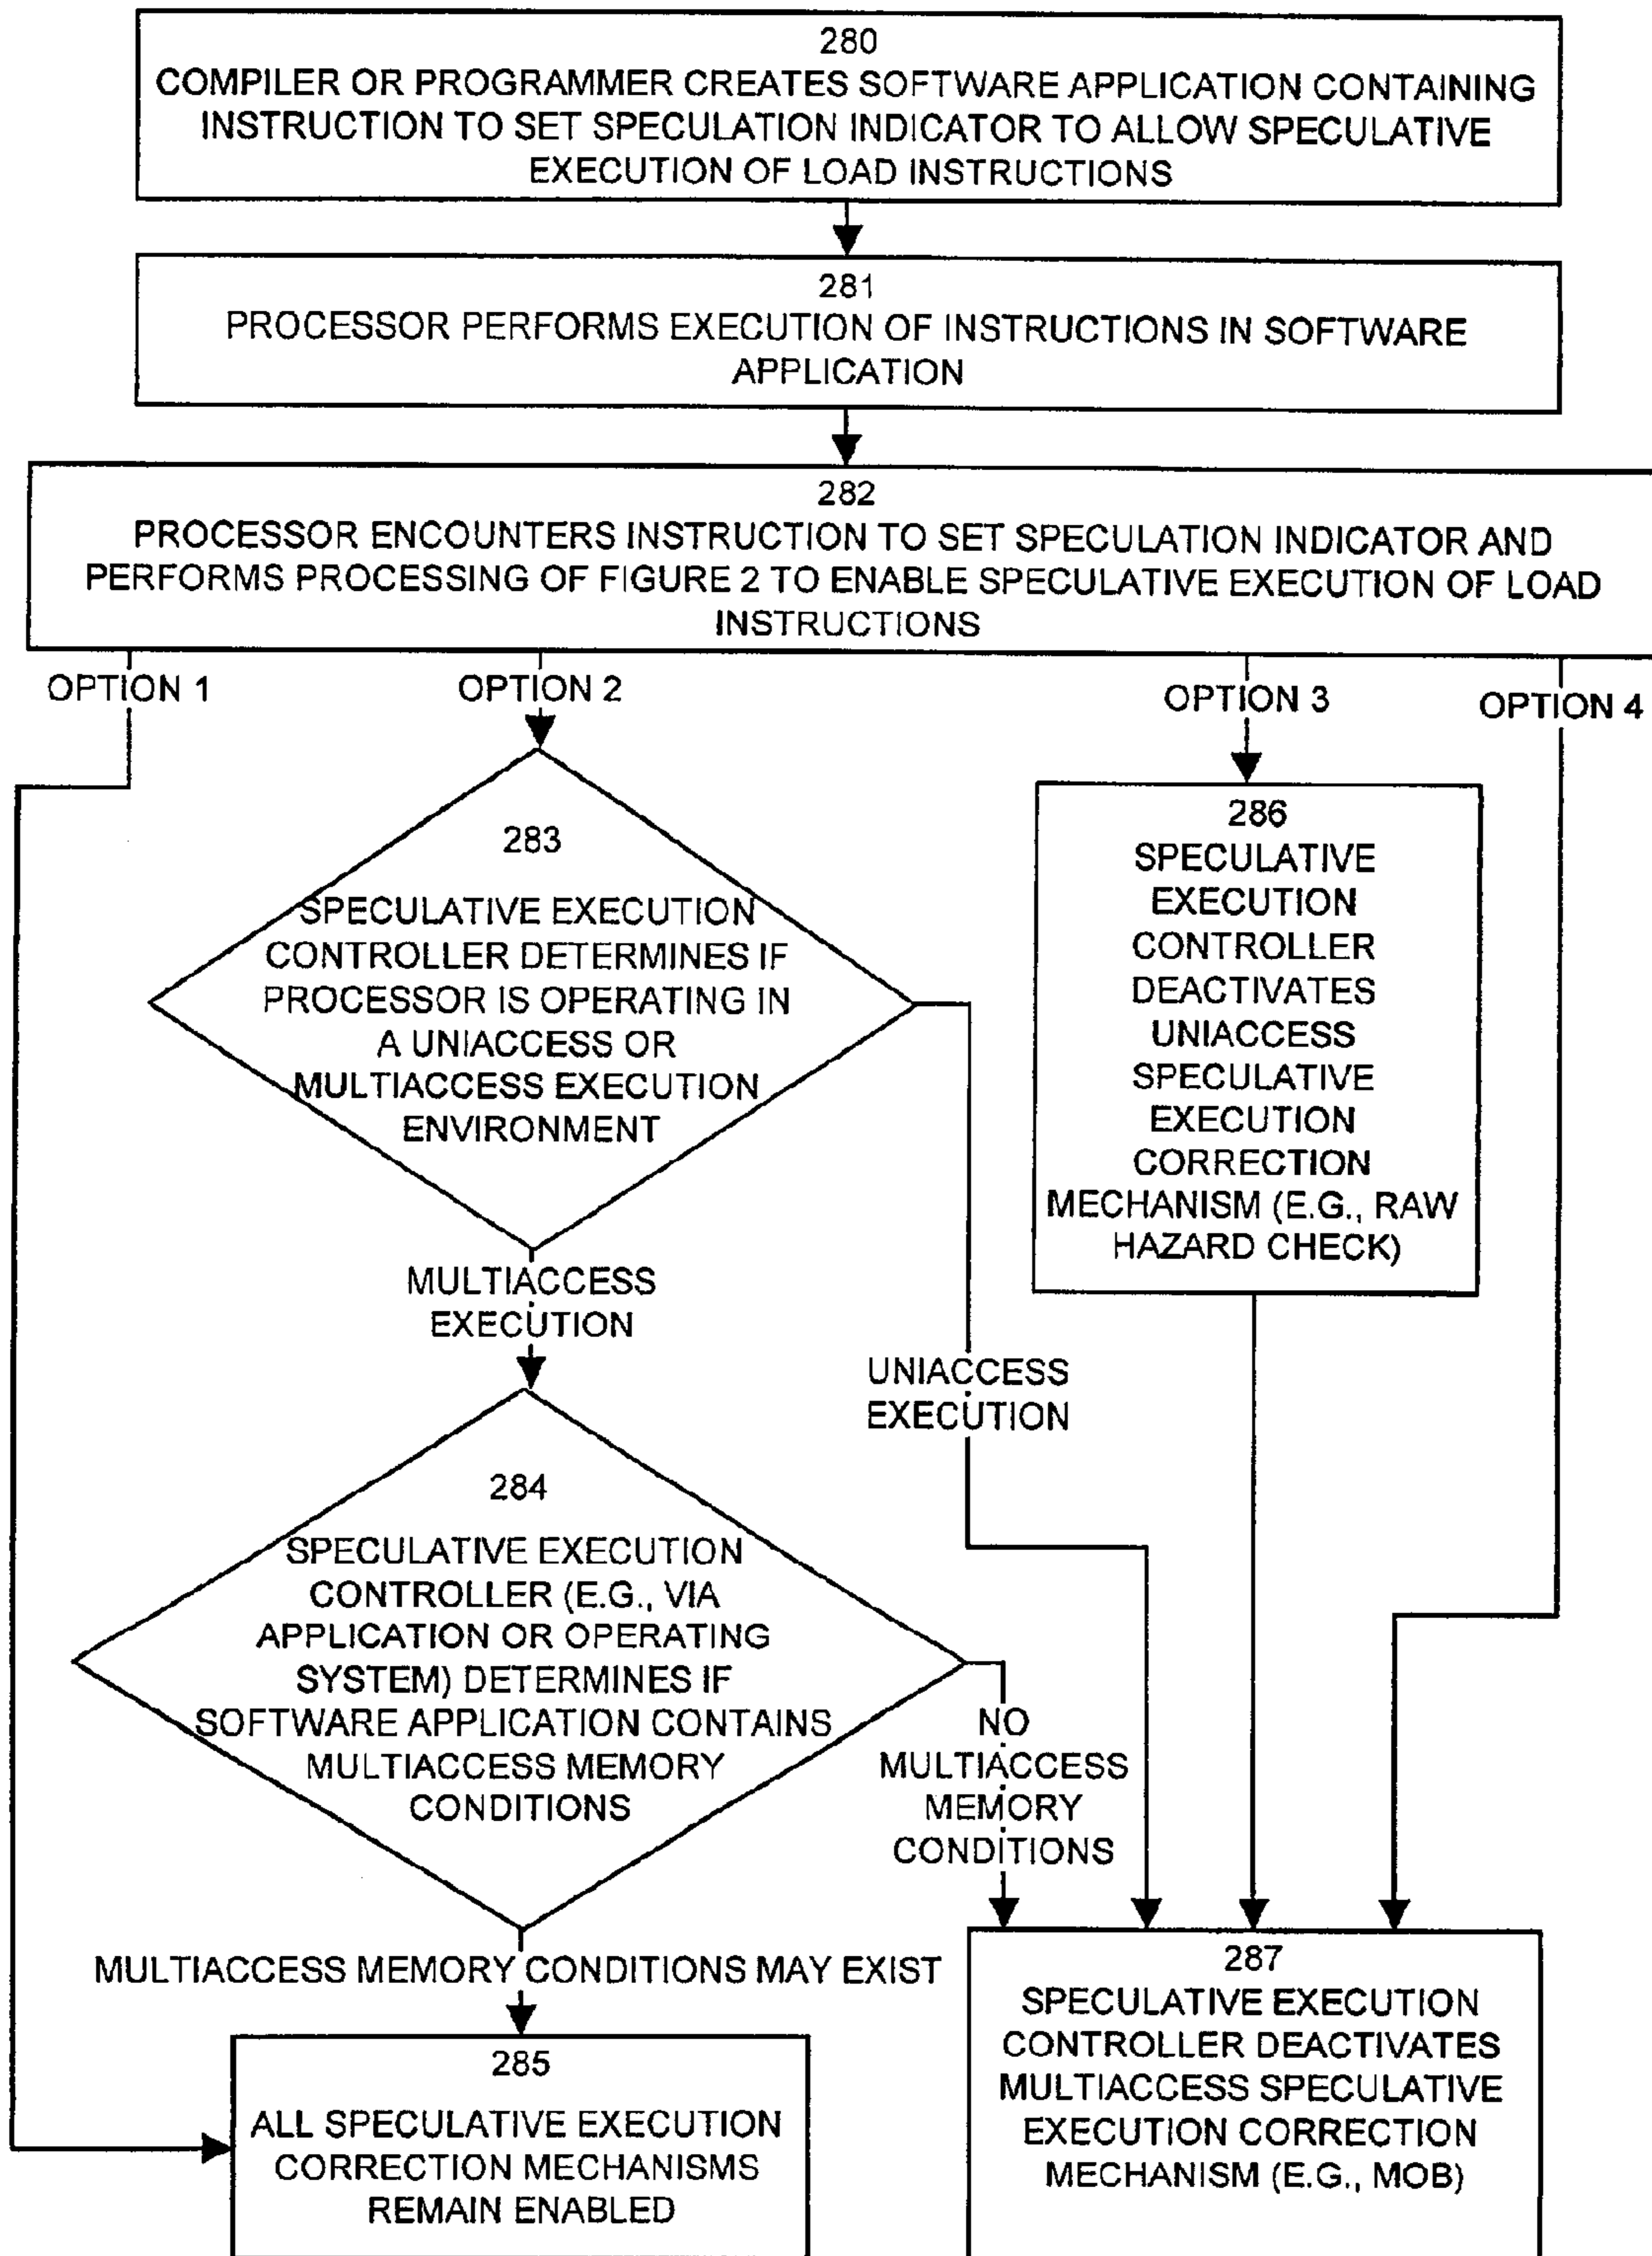 280
COMPILER OR PROGRAMMER CREATES SOFTWARE APPLICATION CONTAINING
INSTRUCTION TO SET SPECULATION INDICATOR TO ALLOW SPECULATIVE
EXECUTION OF LOAD INSTRUCTIONS
281
PROCESSOR PERFORMS EXECUTION OF INSTRUCTIONS IN SOFTWARE
APPLICATION
282
PROCESSOR ENCOUNTERS INSTRUCTION TO SET SPECULATION INDICATOR AND
PERFORMS PROCESSING OF FIGURE 2 TO ENABLE SPECULATIVE EXECUTION OF LOAD
INSTRUCTIONS
OPTION 1
OPTION 2
OPTION 3
OPTION 4
283
SPECULATIVE EXECUTION
CONTROLLER DETERMINES IF
PROCESSOR IS OPERATING IN
A UNIACCESS OR
MULTIACCESS EXECUTION
ENVIRONMENT
286
SPECULATIVE
EXECUTION
CONTROLLER
DEACTIVATES
UNIACCESS
SPECULATIVE
EXECUTION
CORRECTION
MECHANISM (E.G., RAW
HAZARD CHECK)
MULTIACCESS
EXECUTION
UNIACCESS
EXECUTION
284
SPECULATIVE EXECUTION
CONTROLLER (E.G., VIA
APPLICATION OR OPERATING
SYSTEM) DETERMINES IF
SOFTWARE APPLICATION CONTAINS
MULTIACCESS MEMORY
CONDITIONS
NO
MULTIACCESS
MEMORY
CONDITIONS
MULTIACCESS MEMORY CONDITIONS MAY EXIST
285
ALL SPECULATIVE EXECUTION
CORRECTION MECHANISMS
REMAIN ENABLED
287
SPECULATIVE EXECUTION
CONTROLLER DEACTIVATES
MULTIACCESS SPECULATIVE
EXECUTION CORRECTION
MECHANISM (E.G., MOB)